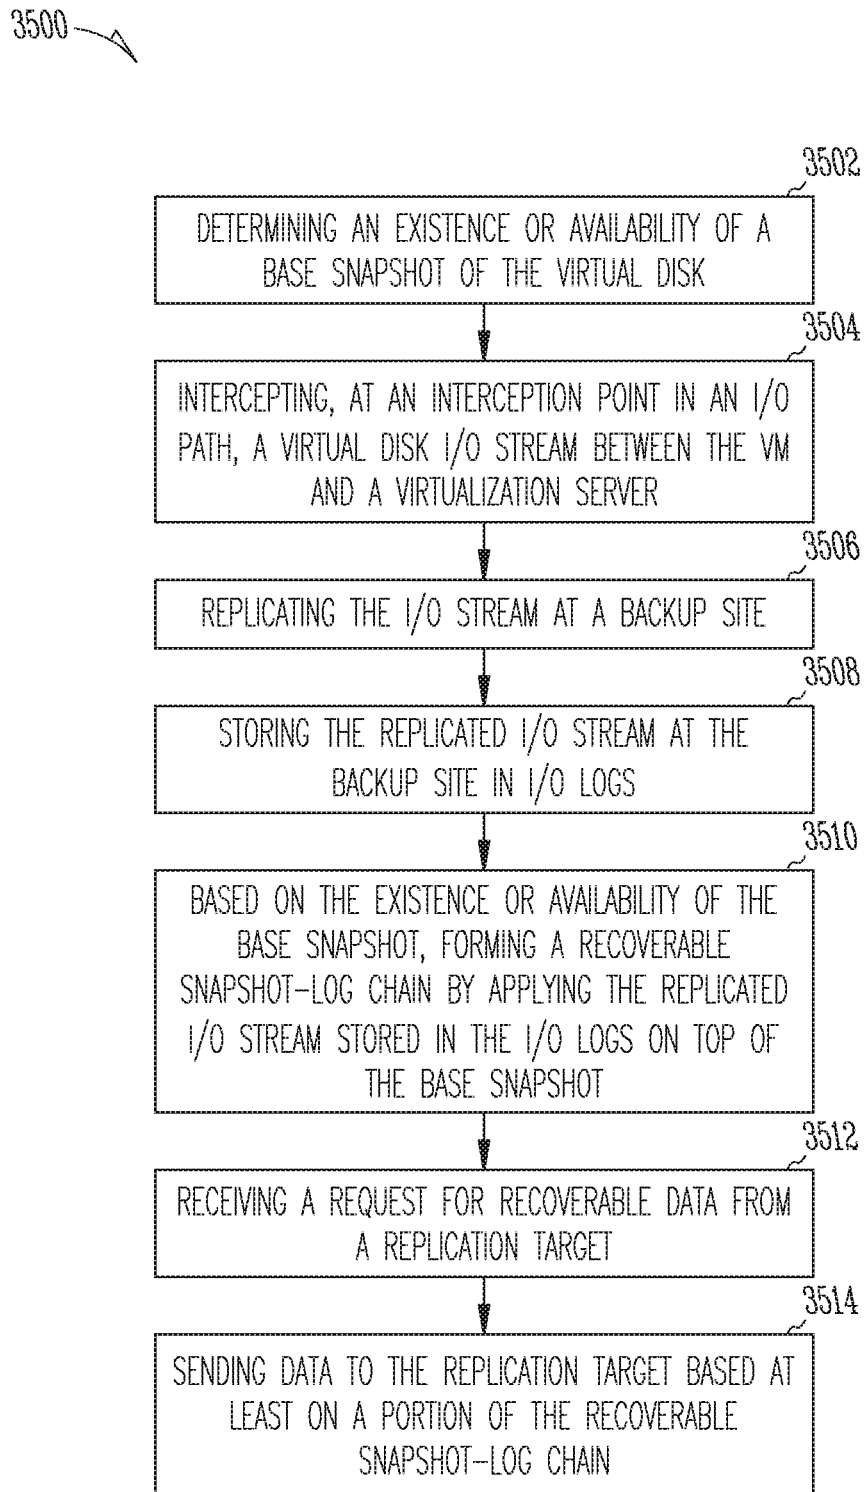 3500
3502
DETERMINING AN EXISTENCE OR AVAILABILITY OF A
BASE SNAPSHOT OF THE VIRTUAL DISK
3504
INTERCEPTING, AT AN INTERCEPTION POINT IN AN I/O
PATH, A VIRTUAL DISK I/O STREAM BETWEEN THE VM
AND A VIRTUALIZATION SERVER
3506
REPLICATING THE I/O STREAM AT A BACKUP SITE
3508
STORING THE REPLICATED I/O STREAM AT THE
BACKUP SITE IN I/O LOGS
3510
BASED ON THE EXISTENCE OR AVAILABILITY OF THE
BASE SNAPSHOT, FORMING A RECOVERABLE
SNAPSHOT-LOG CHAIN BY APPLYING THE REPLICATED
I/O STREAM STORED IN THE I/O LOGS ON TOP OF
THE BASE SNAPSHOT
3512
RECEIVING A REQUEST FOR RECOVERABLE DATA FROM
A REPLICATION TARGET
3514
SENDING DATA TO THE REPLICATION TARGET BASED AT
LEAST ON A PORTION OF THE RECOVERABLE
SNAPSHOT-LOG CHAIN